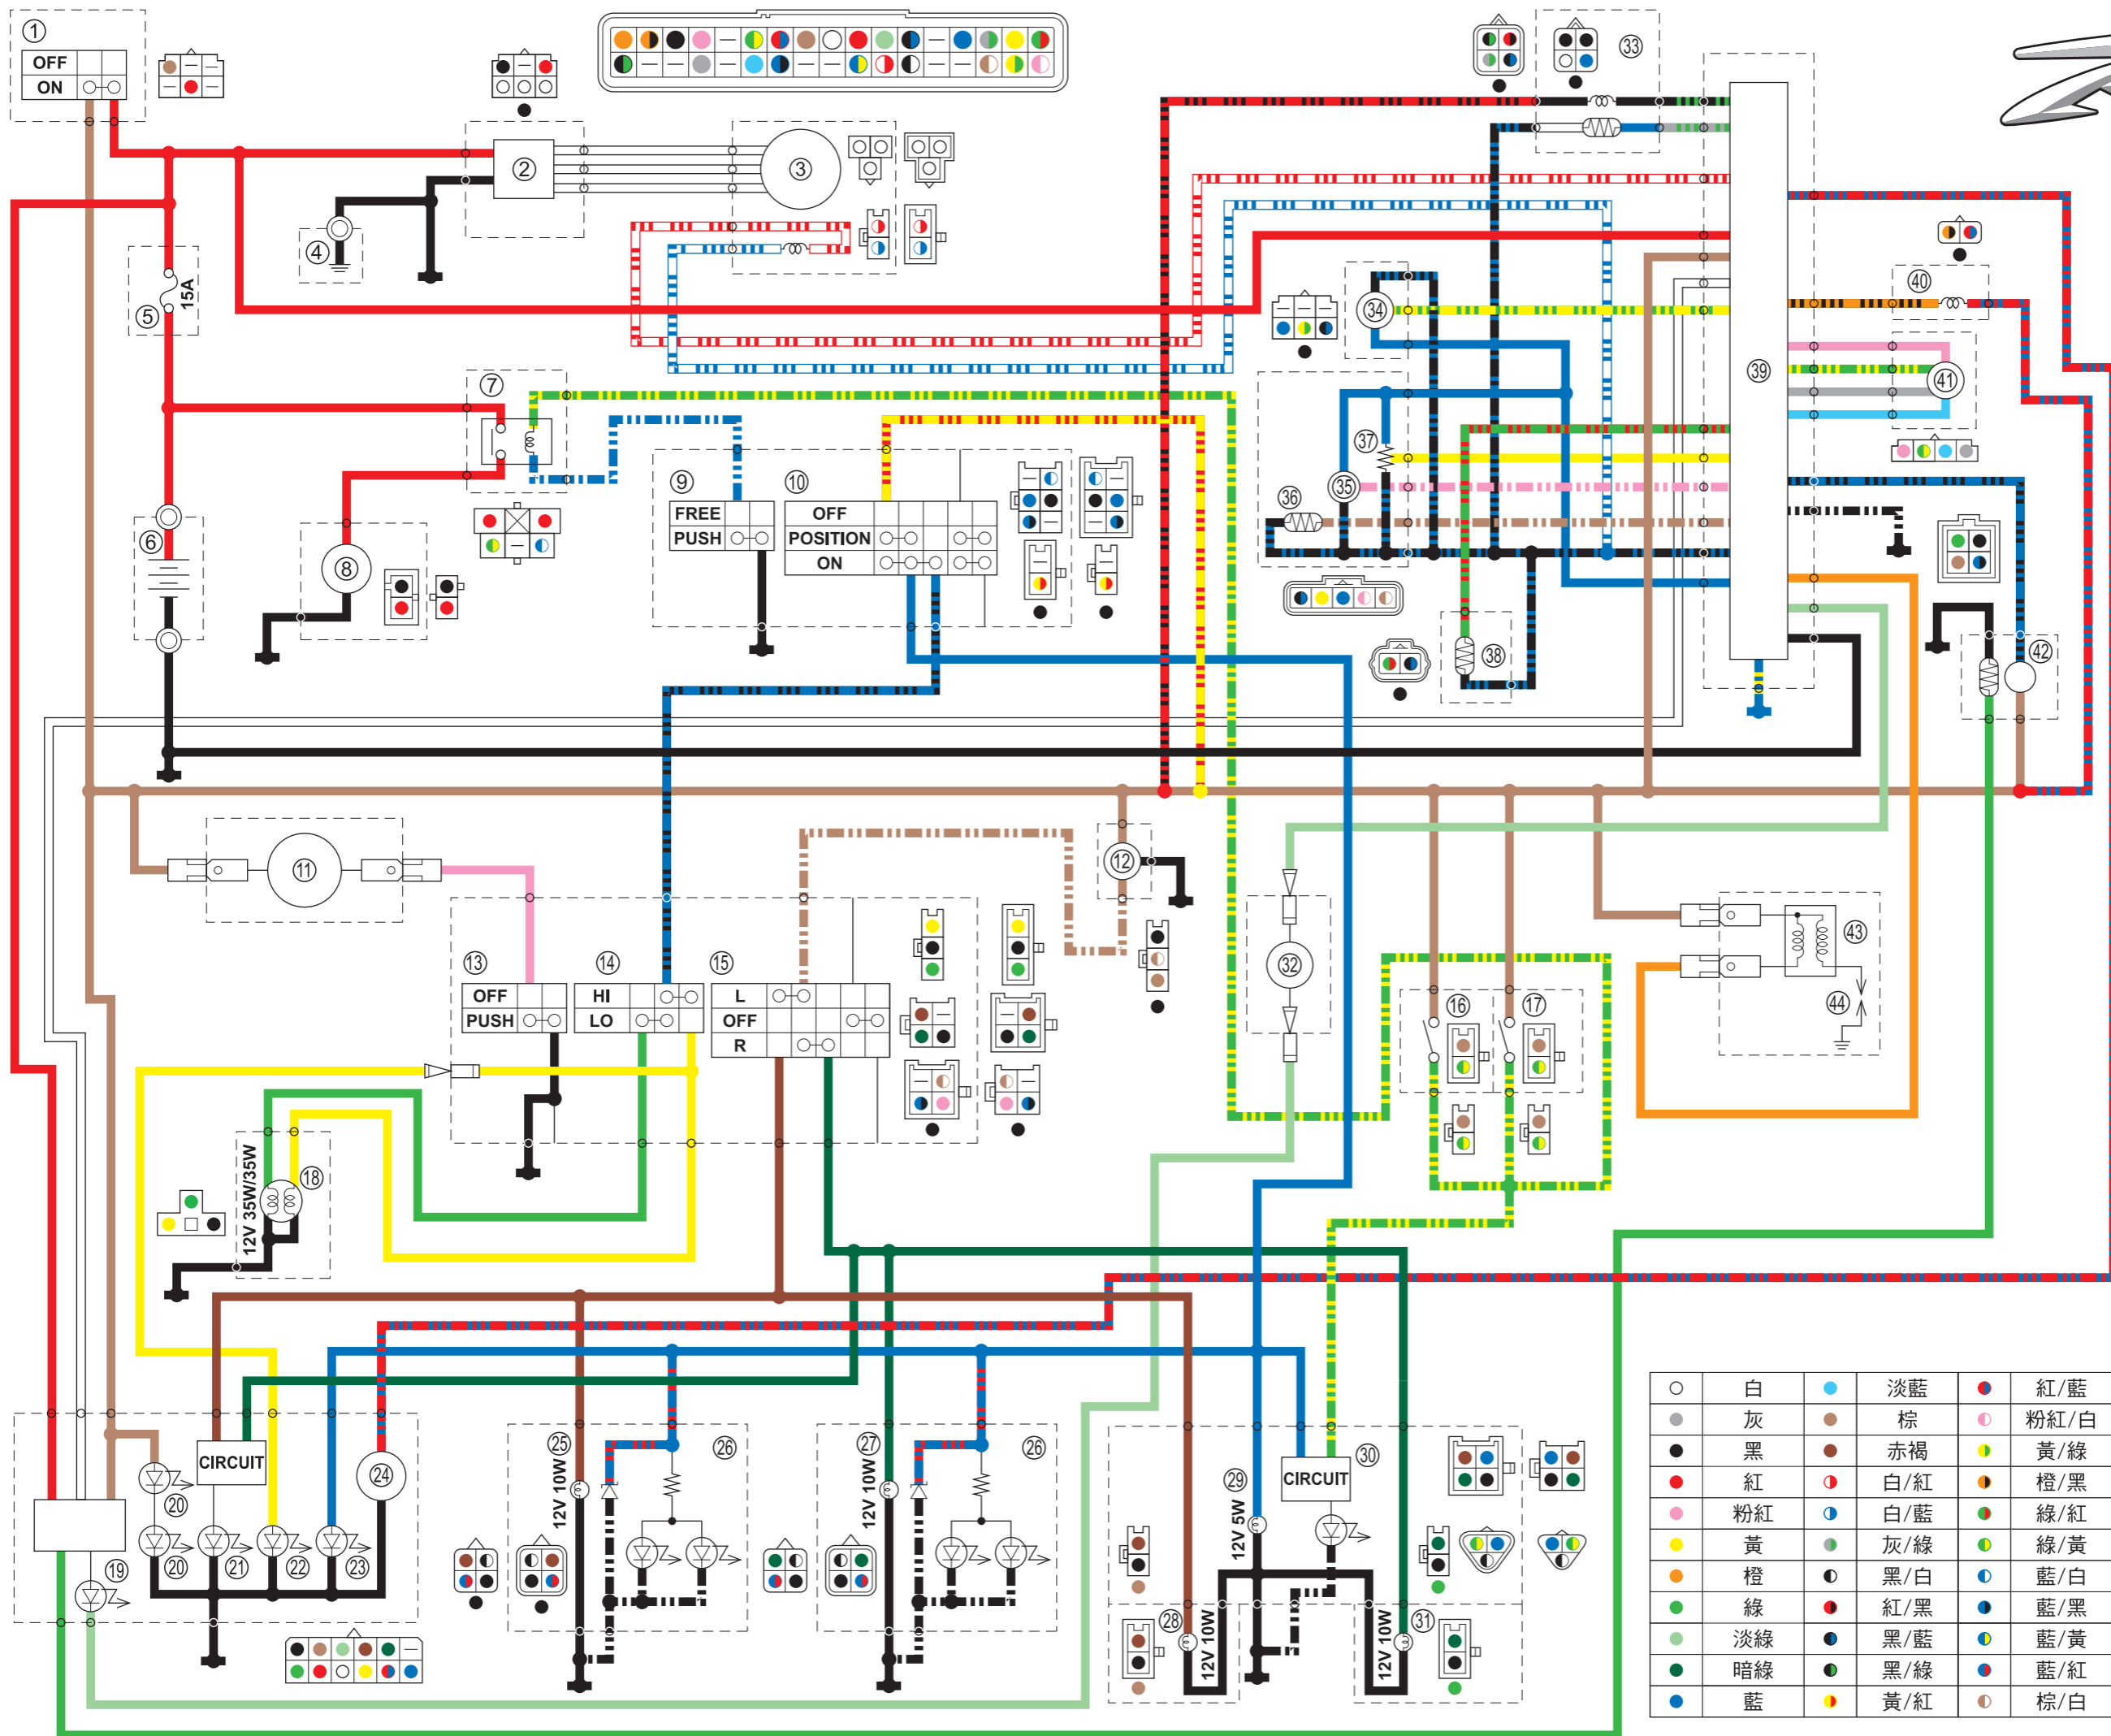 ①
OFF
ON
②
③
④
⑤
15A
⑥
⑦
⑧
⑨
FREE
PUSH
⑩
OFF
POSITION
ON
⑪
⑫
⑬
OFF
PUSH
⑭
HI
LO
⑮
L
OFF
R
⑯
⑰
⑱
12V 35W/35W
⑲
⑳
⑳
CIRCUIT
㉑
㉒
㉓
㉔
㉕
12V 10W
㉖
㉗
12V 10W
㉖
㉘
12V 10W
㉙
12V 5W
㉚
CIRCUIT
㉛
12V 10W
㉜
㉝
㉞
㉟
㊱
㊲
㊳
㊴
㊵
㊶
㊷
㊸
㊹
白 淡藍 紅/藍
灰 棕 粉紅/白
黑 赤褐 黃/綠
紅 白/紅 橙/黑
粉紅 白/藍 綠/紅
黃 灰/綠 綠/黃
橙 黑/白 藍/白
綠 紅/黑 藍/黑
淡綠 黑/藍 藍/黃
暗綠 黑/綠 藍/紅
藍 黃/紅 棕/白